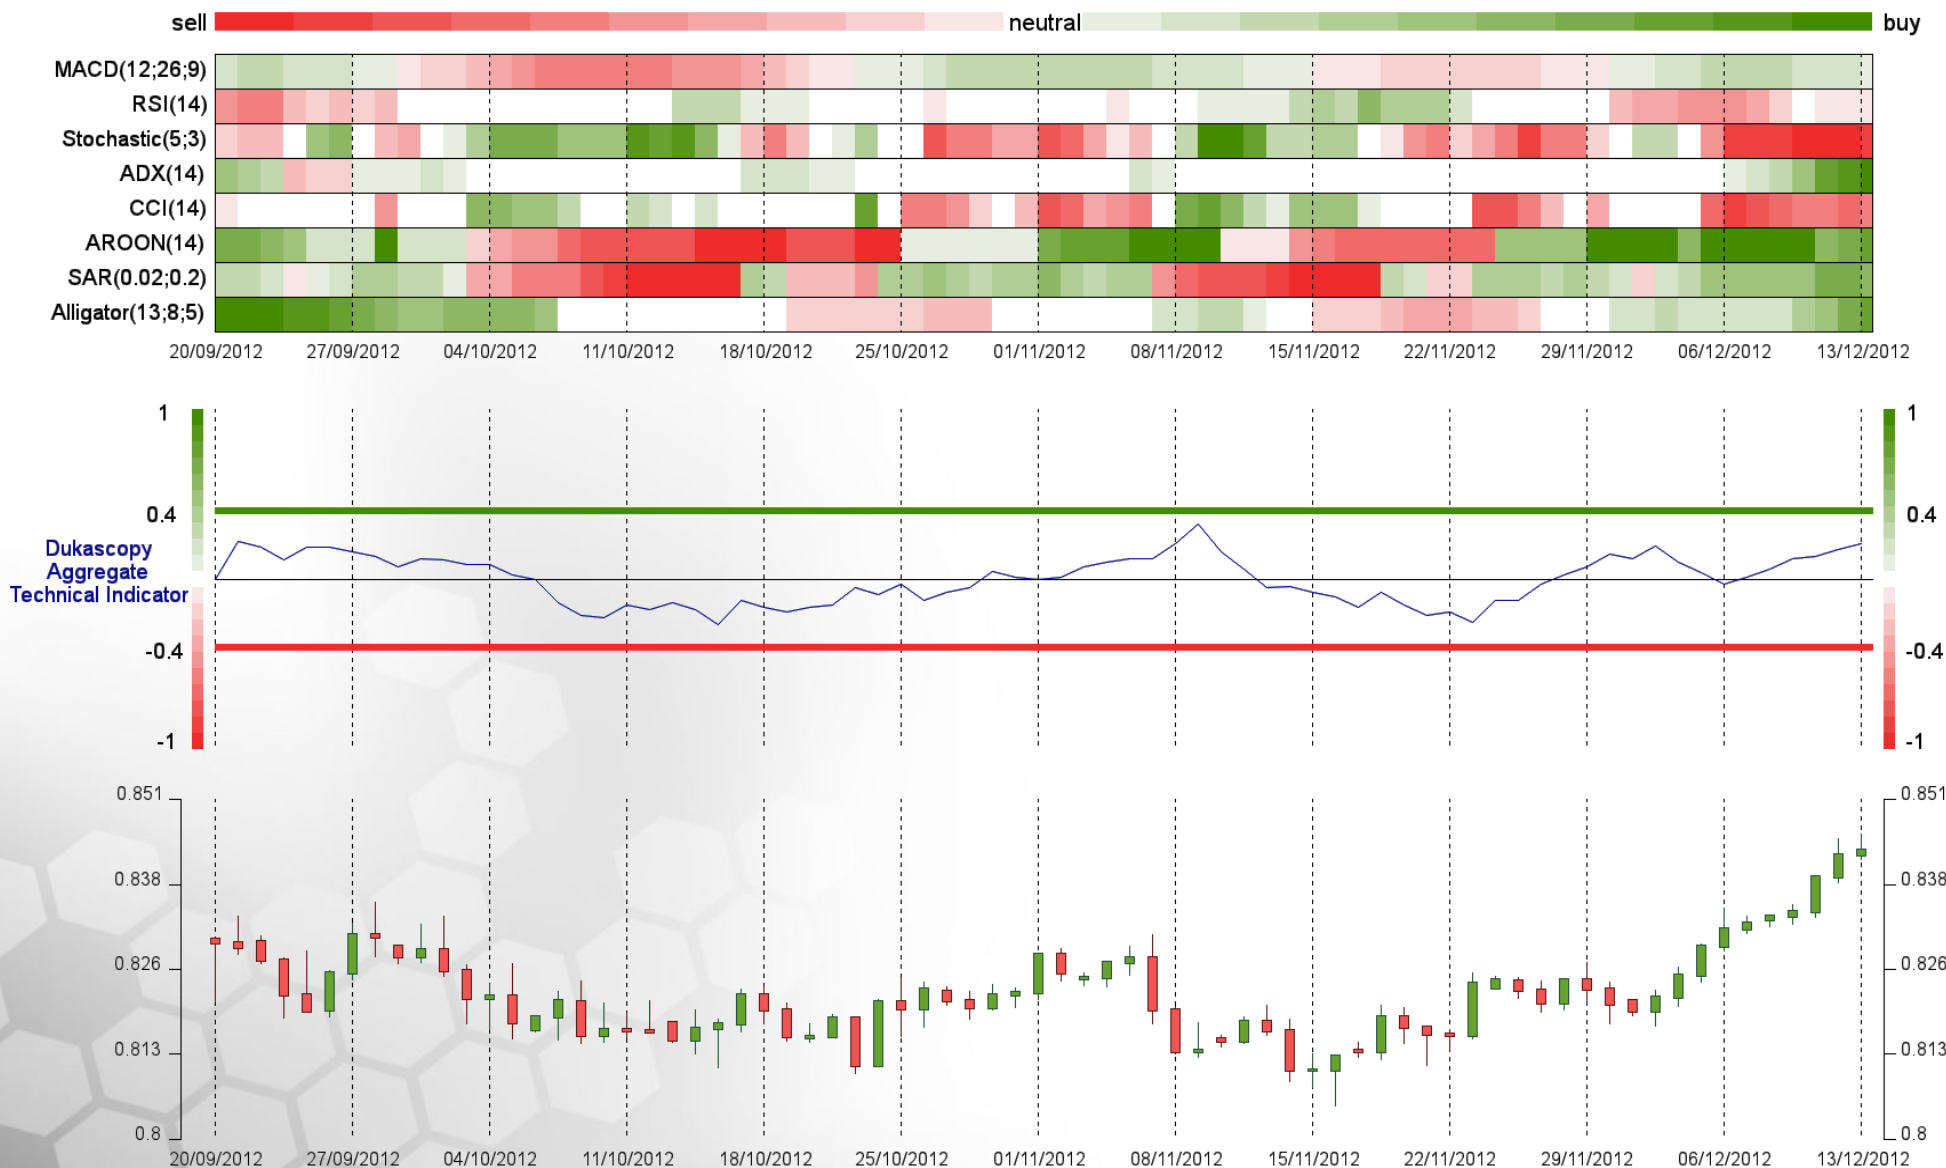 sell neutral buy
MACD(12;26;9)
RSI(14)
Stochastic(5;3)
ADX(14)
CCI(14)
AROON(14)
SAR(0.02;0.2)
Alligator(13;8;5)
20/09/2012 27/09/2012 04/10/2012 11/10/2012 18/10/2012 25/10/2012 01/11/2012 08/11/2012 15/11/2012 22/11/2012 29/11/2012 06/12/2012 13/12/2012
1 1
0.4 0.4
Dukascopy
Aggregate
Technical Indicator
-0.4 -0.4
-1 -1
0.851 0.851
0.838 0.838
0.826 0.826
0.813 0.813
0.8 0.8
20/09/2012 27/09/2012 04/10/2012 11/10/2012 18/10/2012 25/10/2012 01/11/2012 08/11/2012 15/11/2012 22/11/2012 29/11/2012 06/12/2012 13/12/2012